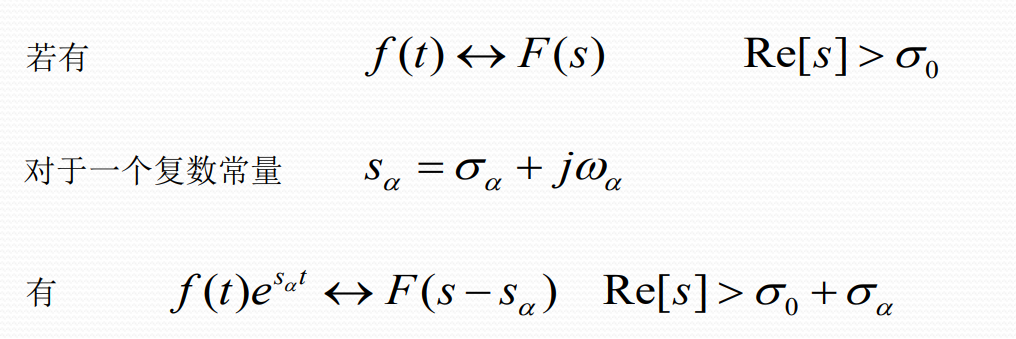 若有 f(t)↔F(s) Re[s]>σ₀
对于一个复数常量 s_α = σ_α + jω_α
有 f(t)e^{s_α t}↔F(s−s_α) Re[s]>σ₀+σ_α